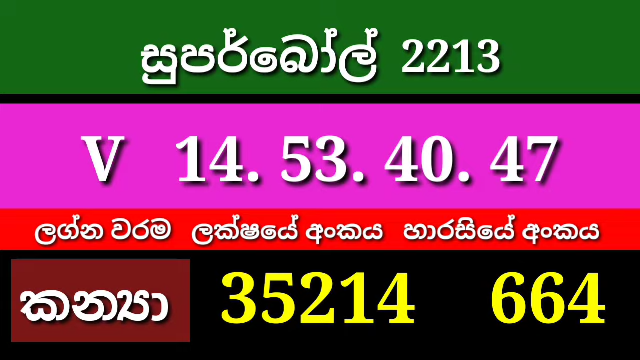 සුපර්බෝල් 2213
V 14. 53. 40. 47
ලග්න වරම ලක්ෂයේ අංකය හාරසියේ අංකය
කන්‍යා 35214 664